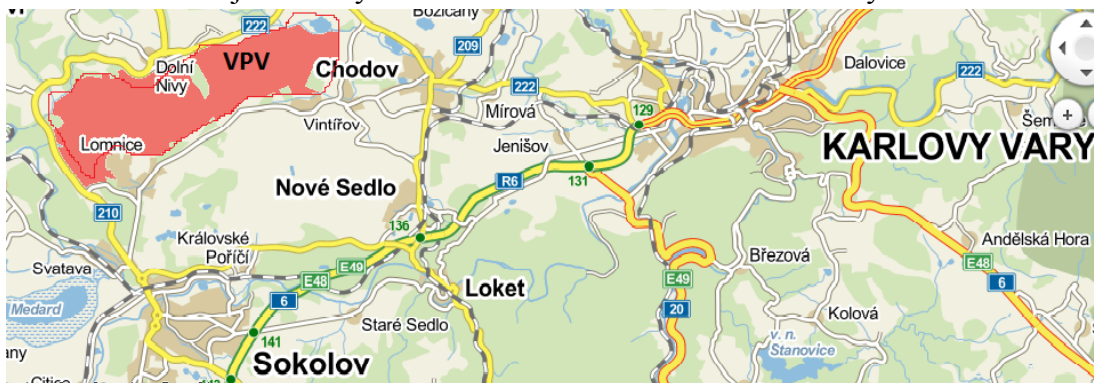 222
Božičany
209
VPV
Dolní
Nivy
Chodov
Dalovice
222
222
129
Mírová
Vintířov
Lomnice
Jenišov
KARLOVY VARY
R6
131
Nové Sedlo
210
136
Královské
Poříčí
Andělská Hora
Svatava
E49
E48
Březová
E48
E49
6
6
Loket
Medard
20
Kolová
Staré Sedlo
v. n.
Stanovice
141
Sokolov